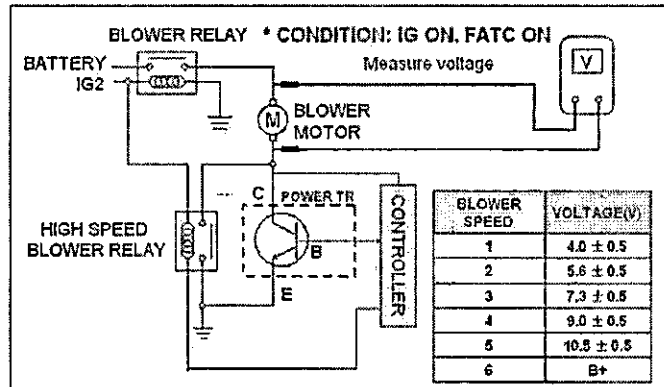 BLOWER RELAY * CONDITION: IG ON, FATC ON
BATTERY
IG2
Measure voltage
V
M
BLOWER
MOTOR
C
POWER TR
HIGH SPEED
BLOWER RELAY
B
E
CONTROLLER
BLOWER SPEED VOLTAGE(V)
1 4.0 ± 0.5
2 5.6 ± 0.5
3 7.3 ± 0.5
4 9.0 ± 0.5
5 10.5 ± 0.5
6 B+